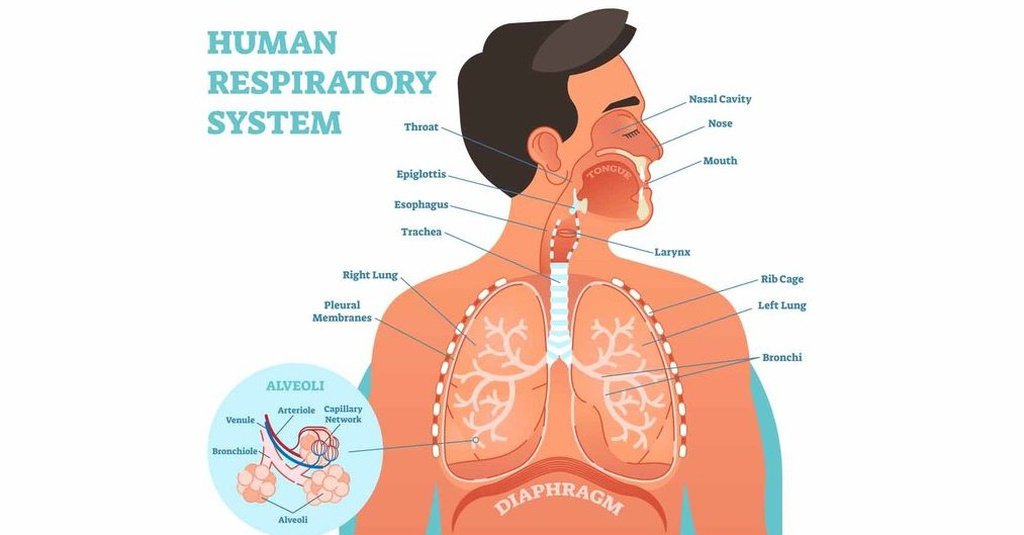 HUMAN
RESPIRATORY
SYSTEM
Throat
Epiglottis
Esophagus
Trachea
Right Lung
Pleural
Membranes
Nasal Cavity
Nose
Mouth
TONGUE
Larynx
Rib Cage
Left Lung
Bronchi
DIAPHRAGM
ALVEOLI
Arteriole
Capillary
Network
Venule
Bronchiole
Alveoli